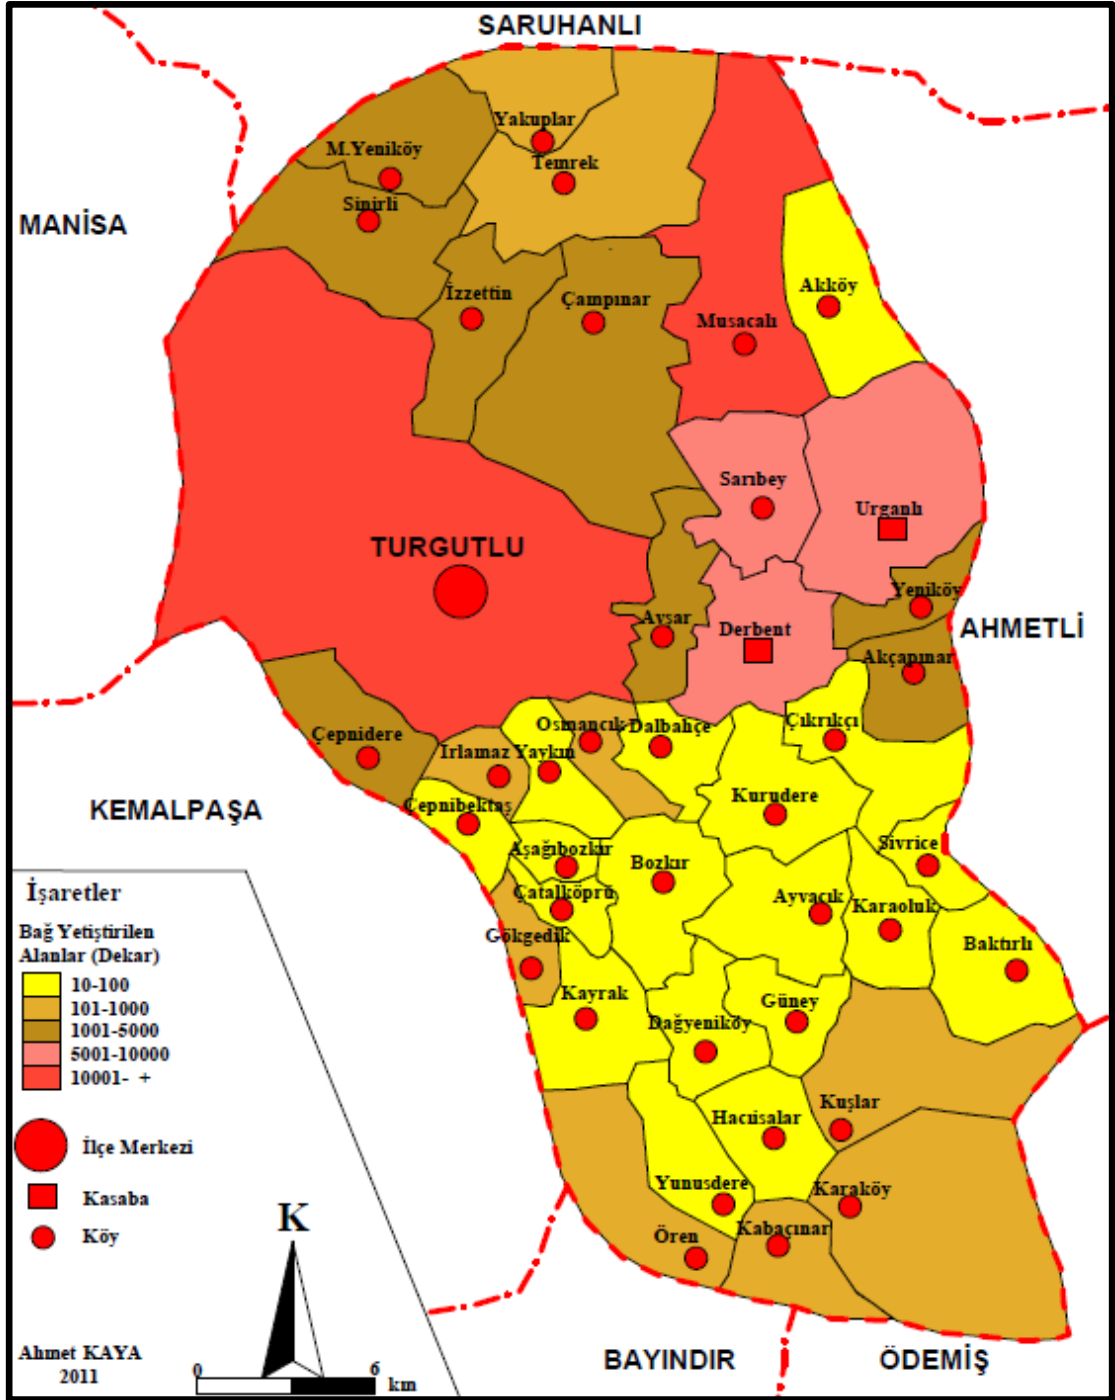 SARUHANLI
Yakuplar
M.Yeniköy
Temrek
Sinirli
MANİSA
Akköy
İzzettin
Çampınar
Musacalı
Sarıbey
Urganlı
TURGUTLU
Yeniköy
Avşar
Derbent
AHMETLİ
Akçapınar
Çıkrıkçı
Osmancık
Dalbahçe
Çepnidere
Irlamaz
Yaykın
Kurudere
KEMALPAŞA
Çepnibektaş
Aşağıbozkır
Sivrice
Bozkır
Çatalköprü
Ayvacık
Karaoluk
Gökgedik
Baktırlı
Kayrak
Güney
Dağyeniköy
Hacıisalar
Kuşlar
Yunusdere
Karaköy
Kabaçınar
Ören
İşaretler
Bağ Yetiştirilen
Alanlar (Dekar)
10-100
101-1000
1001-5000
5001-10000
10001- +
İlçe Merkezi
Kasaba
Köy
K
Ahmet KAYA
2011
0 6
km
BAYINDIR
ÖDEMİŞ